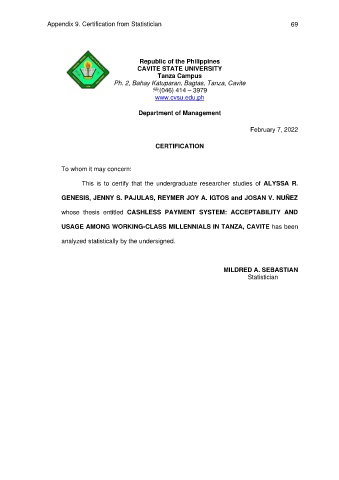 Appendix 9. Certification from Statistician 69
Republic of the Philippines
CAVITE STATE UNIVERSITY
Tanza Campus
Ph. 2, Bahay Katuparan, Bagtas, Tanza, Cavite
(046) 414 – 3979
www.cvsu.edu.ph
Department of Management
February 7, 2022
CERTIFICATION
To whom it may concern:
This is to certify that the undergraduate researcher studies of ALYSSA R.
GENESIS, JENNY S. PAJULAS, REYMER JOY A. IGTOS and JOSAN V. NUÑEZ
whose thesis entitled CASHLESS PAYMENT SYSTEM: ACCEPTABILITY AND
USAGE AMONG WORKING-CLASS MILLENNIALS IN TANZA, CAVITE has been
analyzed statistically by the undersigned.
MILDRED A. SEBASTIAN
Statistician